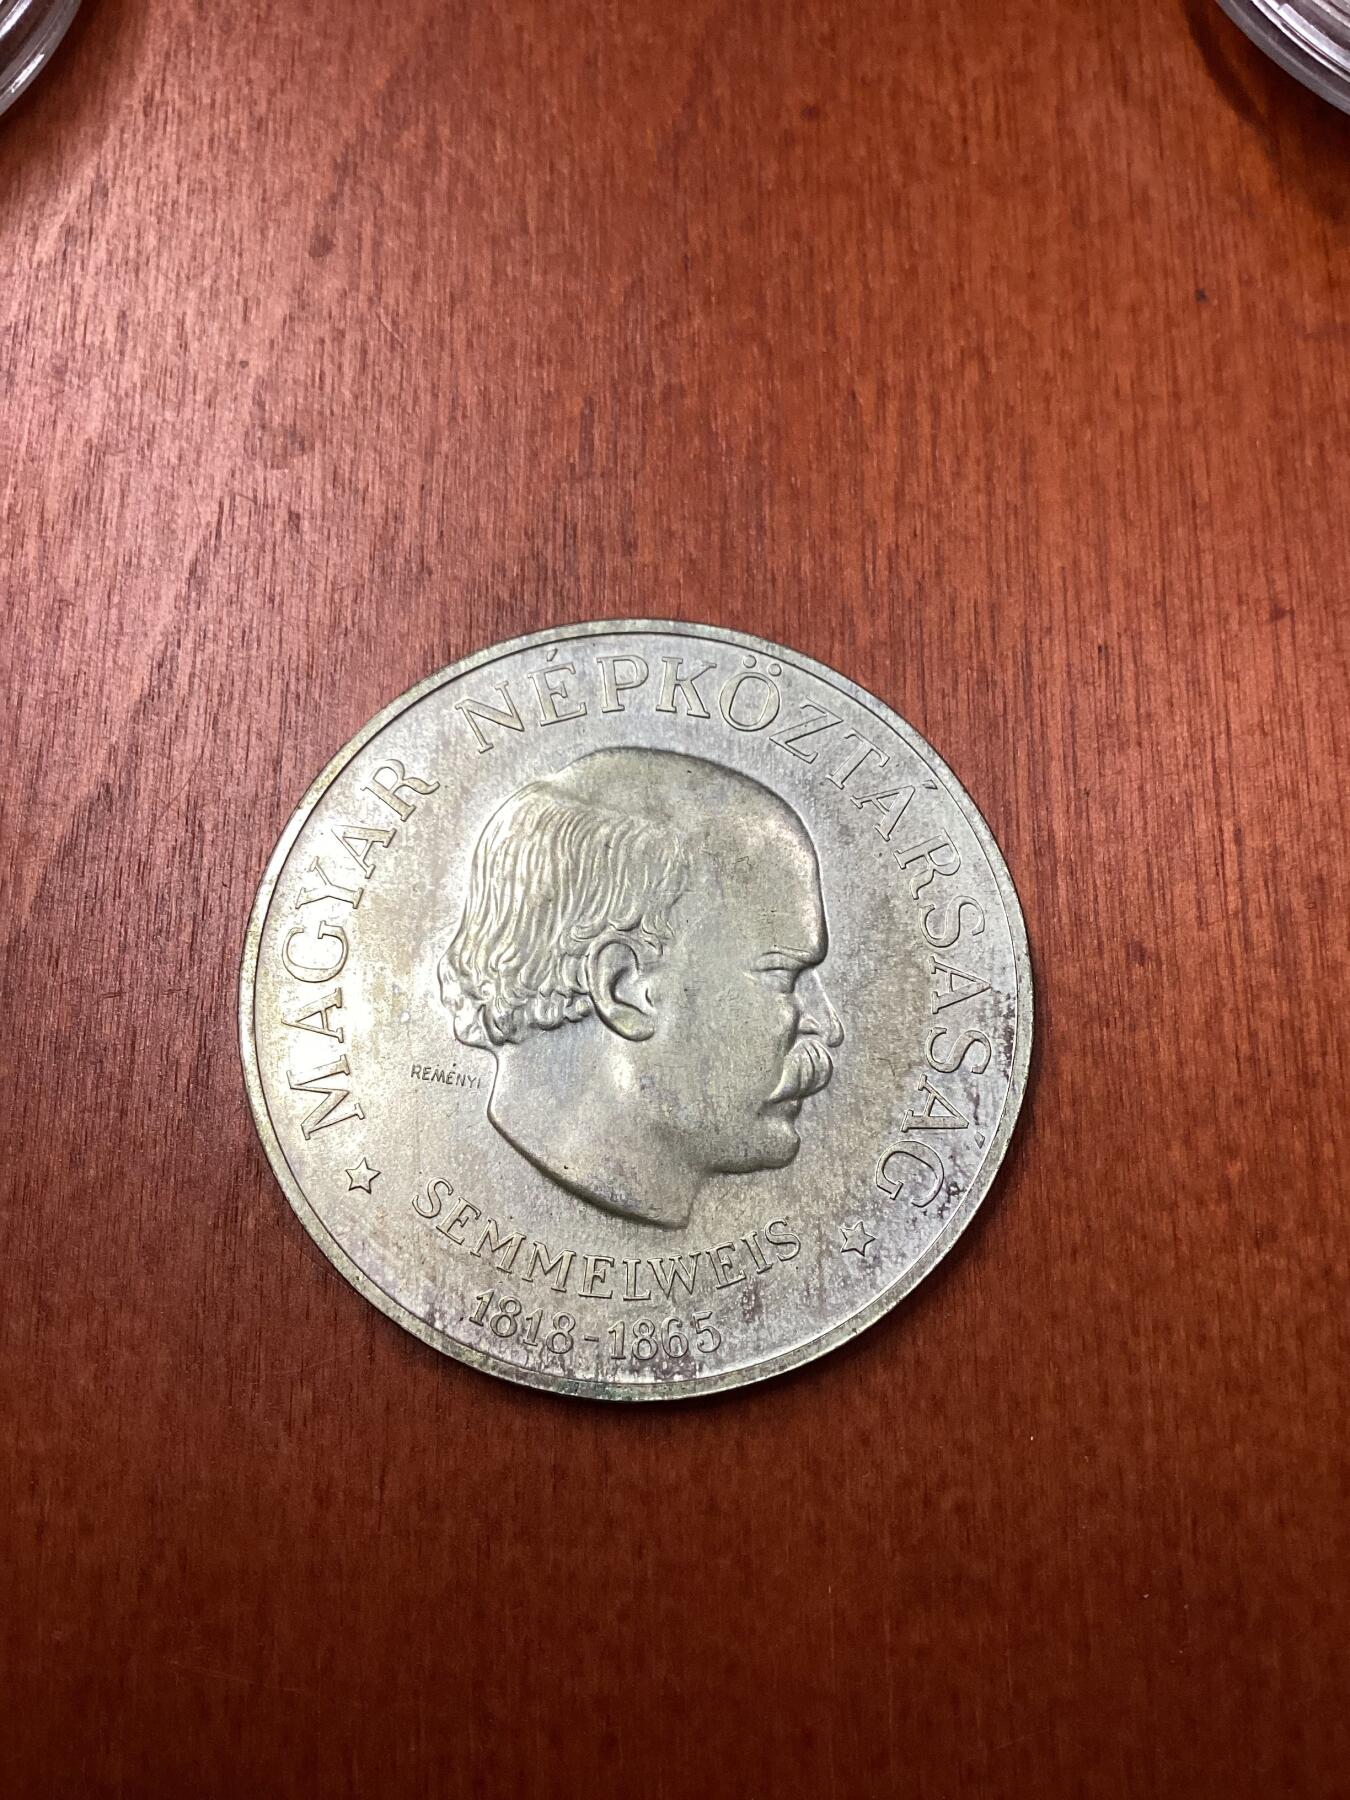 MAGYAR NÉPKÖZTÁRSASÁG
REMÉNYI
SEMMELWEIS
1818-1865